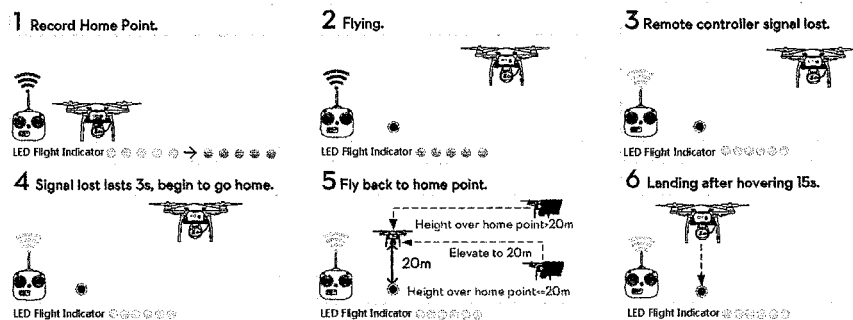 1 Record Home Point.
2 Flying.
3 Remote controller signal lost.
LED Flight Indicator
LED Flight Indicator
LED Flight Indicator
4 Signal lost lasts 3s, begin to go home.
5 Fly back to home point.
6 Landing after hovering 15s.
Height over home point>20m
Elevate to 20m
20m
Height over home point<=20m
LED Flight Indicator
LED Flight Indicator
LED Flight Indicator